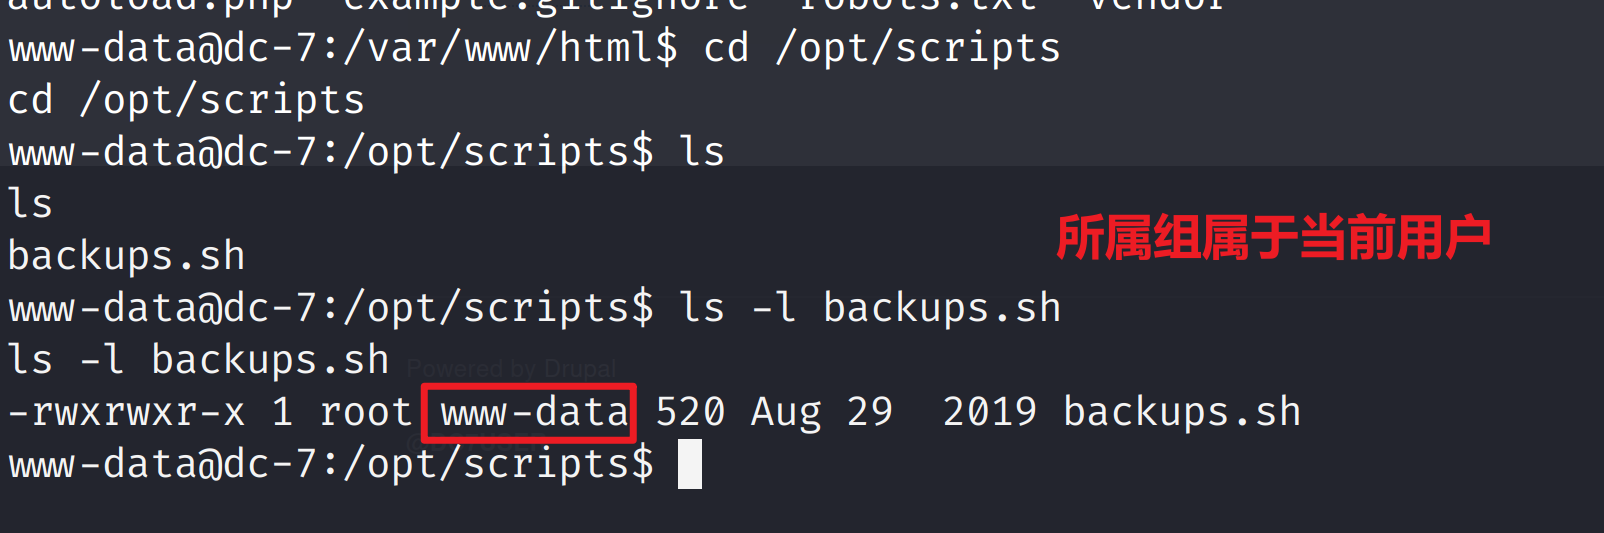 autoload.php  example.gitignore  robots.txt  vendor
www-data@dc-7:/var/www/html$ cd /opt/scripts
cd /opt/scripts
www-data@dc-7:/opt/scripts$ ls
ls
所属组属于当前用户
backups.sh
www-data@dc-7:/opt/scripts$ ls -l backups.sh
ls -l backups.sh
Powered by Drupal
-rwxrwxr-x 1 root www-data 520 Aug 29  2019 backups.sh
www-data@dc-7:/opt/scripts$